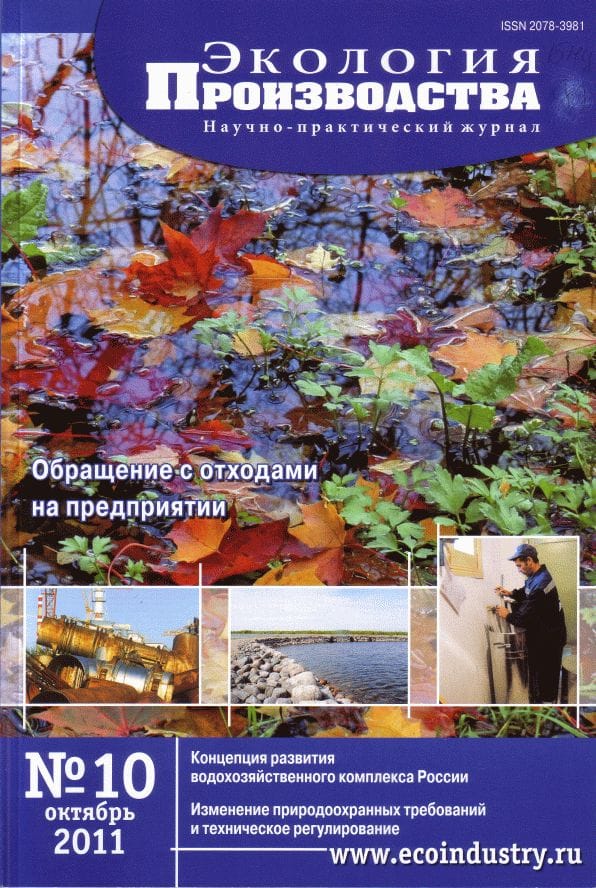 ISSN 2078-3981
Экология
Производства
Научно-практический журнал
Обращение с отходами
на предприятии
№10
октябрь
2011
Концепция развития
водохозяйственного комплекса России
Изменение природоохранных требований
и техническое регулирование
www.ecoindustry.ru